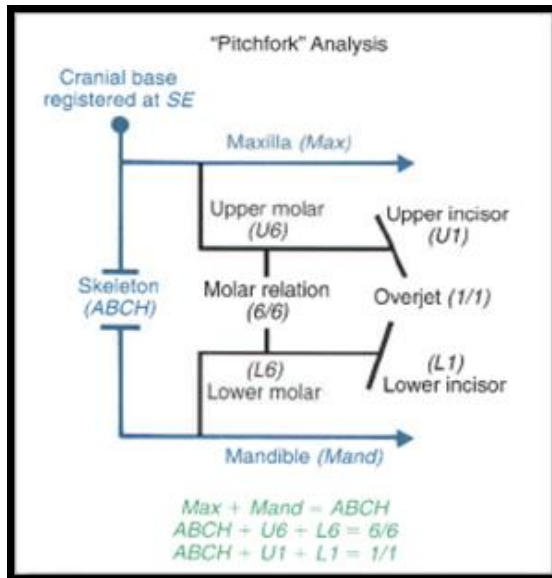 "Pitchfork" Analysis
Cranial base
registered at SE
Maxilla (Max)
Upper molar
(U6)
Upper incisor
(U1)
Skeleton
(ABCH)
Molar relation
(6/6)
Overjet (1/1)
(L6)
Lower molar
(L1)
Lower incisor
Mandible (Mand)
Max + Mand = ABCH
ABCH + U6 + L6 = 6/6
ABCH + U1 + L1 = 1/1